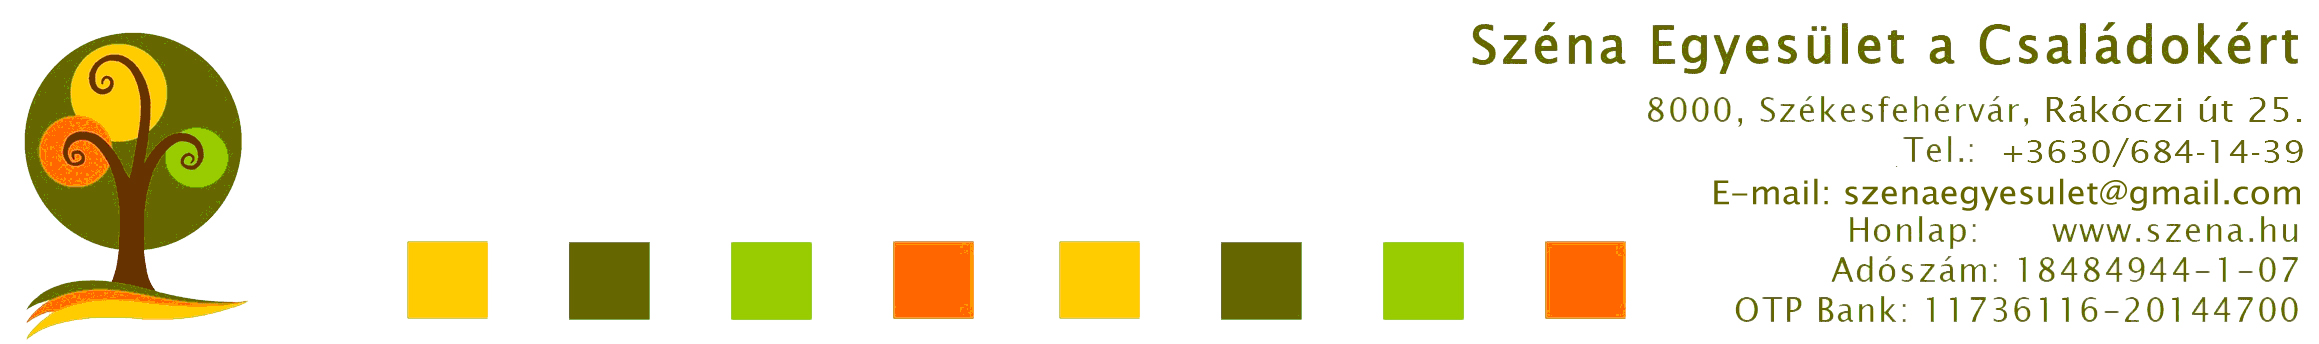 Széna Egyesület a Családokért
8000, Székesfehérvár, Rákóczi út 25.
Tel.: +3630/684-14-39
E-mail: szenaegyesulet@gmail.com
Honlap: www.szena.hu
Adószám: 18484944-1-07
OTP Bank: 11736116-20144700